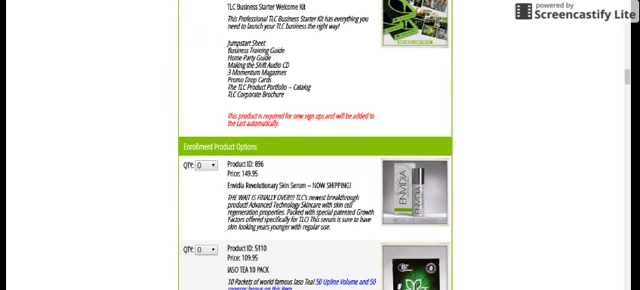 powered by
Screencastify Lite
TLC Business Starter Welcome Kit
This Professional TLC Business Starter Kit has everything you
need to launch your TLC business the right way!
Jumpstart Sheet
Business Training Guide
Home Party Guide
Making the Shift Audio CD
3 Momentum Magazines
Promo Drop Cards
The TLC Product Portfolio – Catalog
TLC Corporate Brochure
This product is required for new sign ups and will be added to
the cart automatically.
Enrollment Product Options
QTY: 0
Product ID: 896
Price: 149.95
Envidia Revolutionary Skin Serum – NOW SHIPPING!
THE WAIT IS FINALLY OVER!!! TLC's newest breakthrough
product! Advanced Technology Skincare with skin cell
regeneration properties. Packed with special patented Growth
Factors offered specifically for TLC! This serum is sure to have
skin looking years younger with regular use.
ENVIDIA
QTY: 0
Product ID: 5110
Price: 109.95
IASO TEA 10 PACK
10 Packets of world famous Iaso Tea! 50 Upline Volume and 50
sponsor bonus on this item